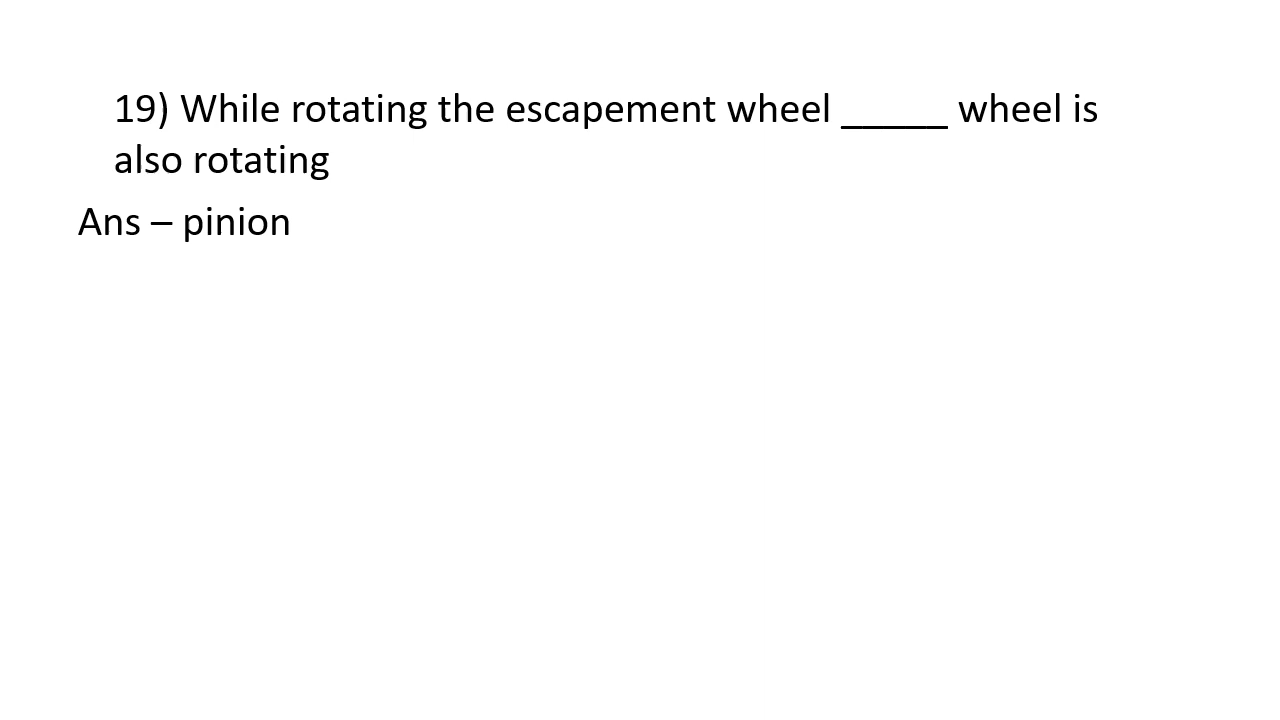 19) While rotating the escapement wheel _____ wheel is
also rotating
Ans – pinion